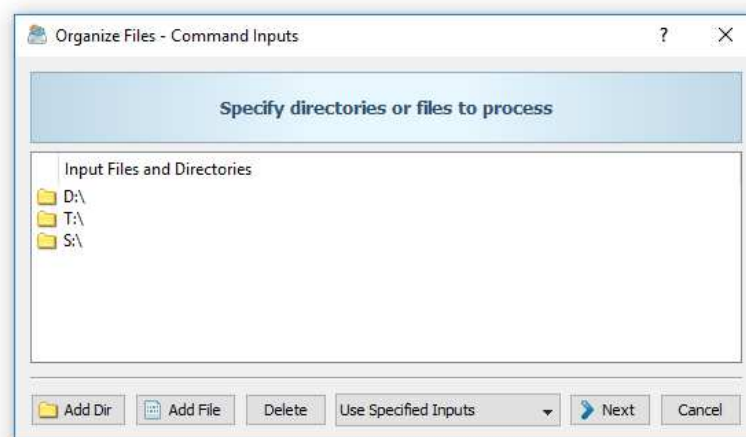 Organize Files - Command Inputs ? X
Specify directories or files to process
Input Files and Directories
D:\
T:\
S:\
Add Dir Add File Delete Use Specified Inputs Next Cancel